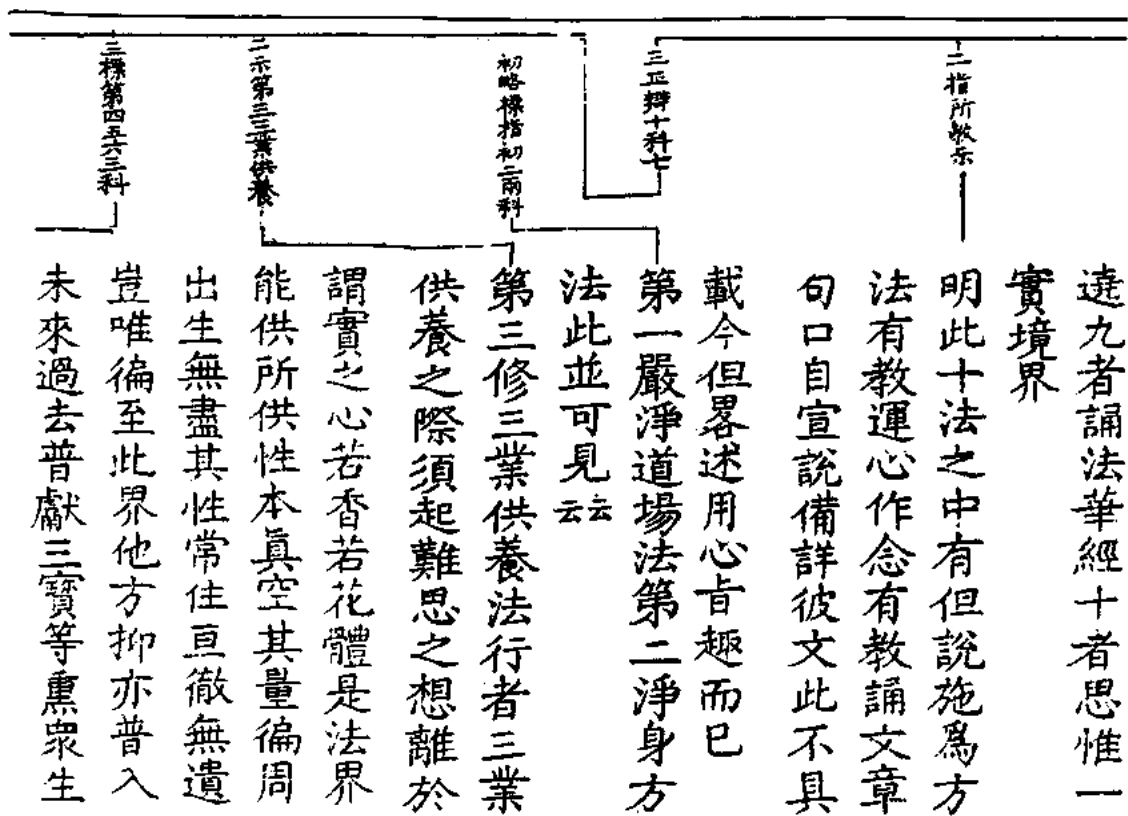 二指所教示
三正辯十科七
初略標指初二兩科
二示第三三業供養
三標第四五六三科
遶九者誦法華經十者思惟一
實境界
明此十法之中有但說施爲方
法有教運心作念有教誦文章
句口自宣說備詳彼文此不具
載今但畧述用心旨趣而已
第一嚴淨道場法第二淨身方
法此並可見云云
第三修三業供養法行者三業
供養之際須起難思之想離於
謂實之心若香若花體是法界
能供所供性本眞空其量徧周
出生無盡其性常住亘徹無遺
豈唯徧至此界他方抑亦普入
未來過去普獻三寶等熏衆生